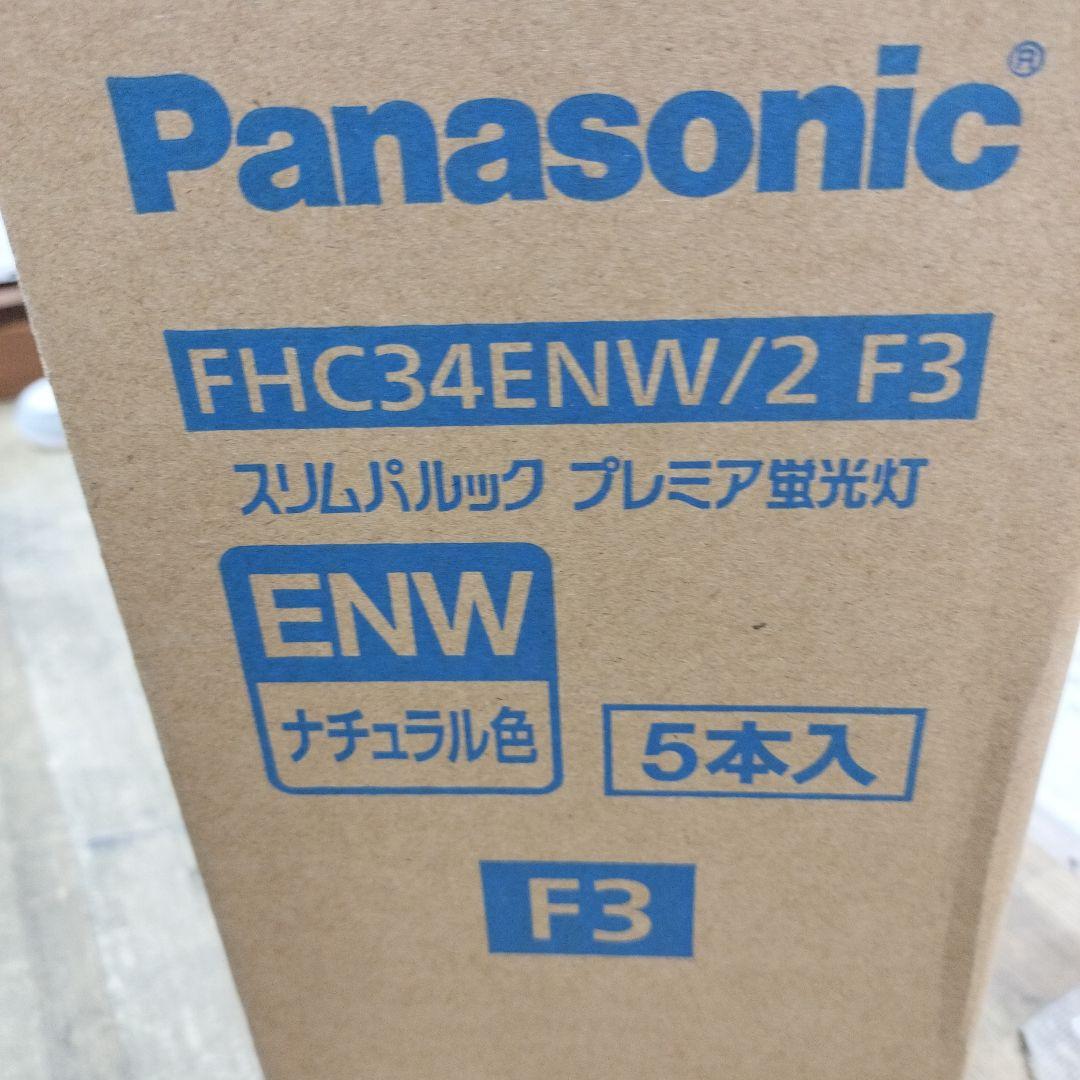 Panasonic®
FHC34ENW/2 F3
スリムパルック プレミア蛍光灯
ENW
ナチュラル色
5本入
F3